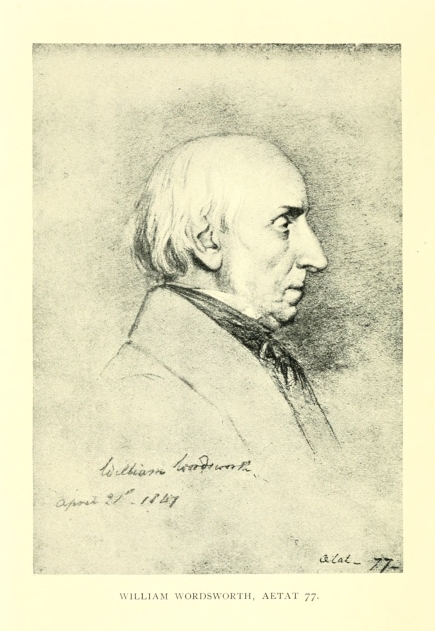 William Wordsworth.
April 21st - 1847
Ætat - 77 -
WILLIAM WORDSWORTH, AETAT 77.